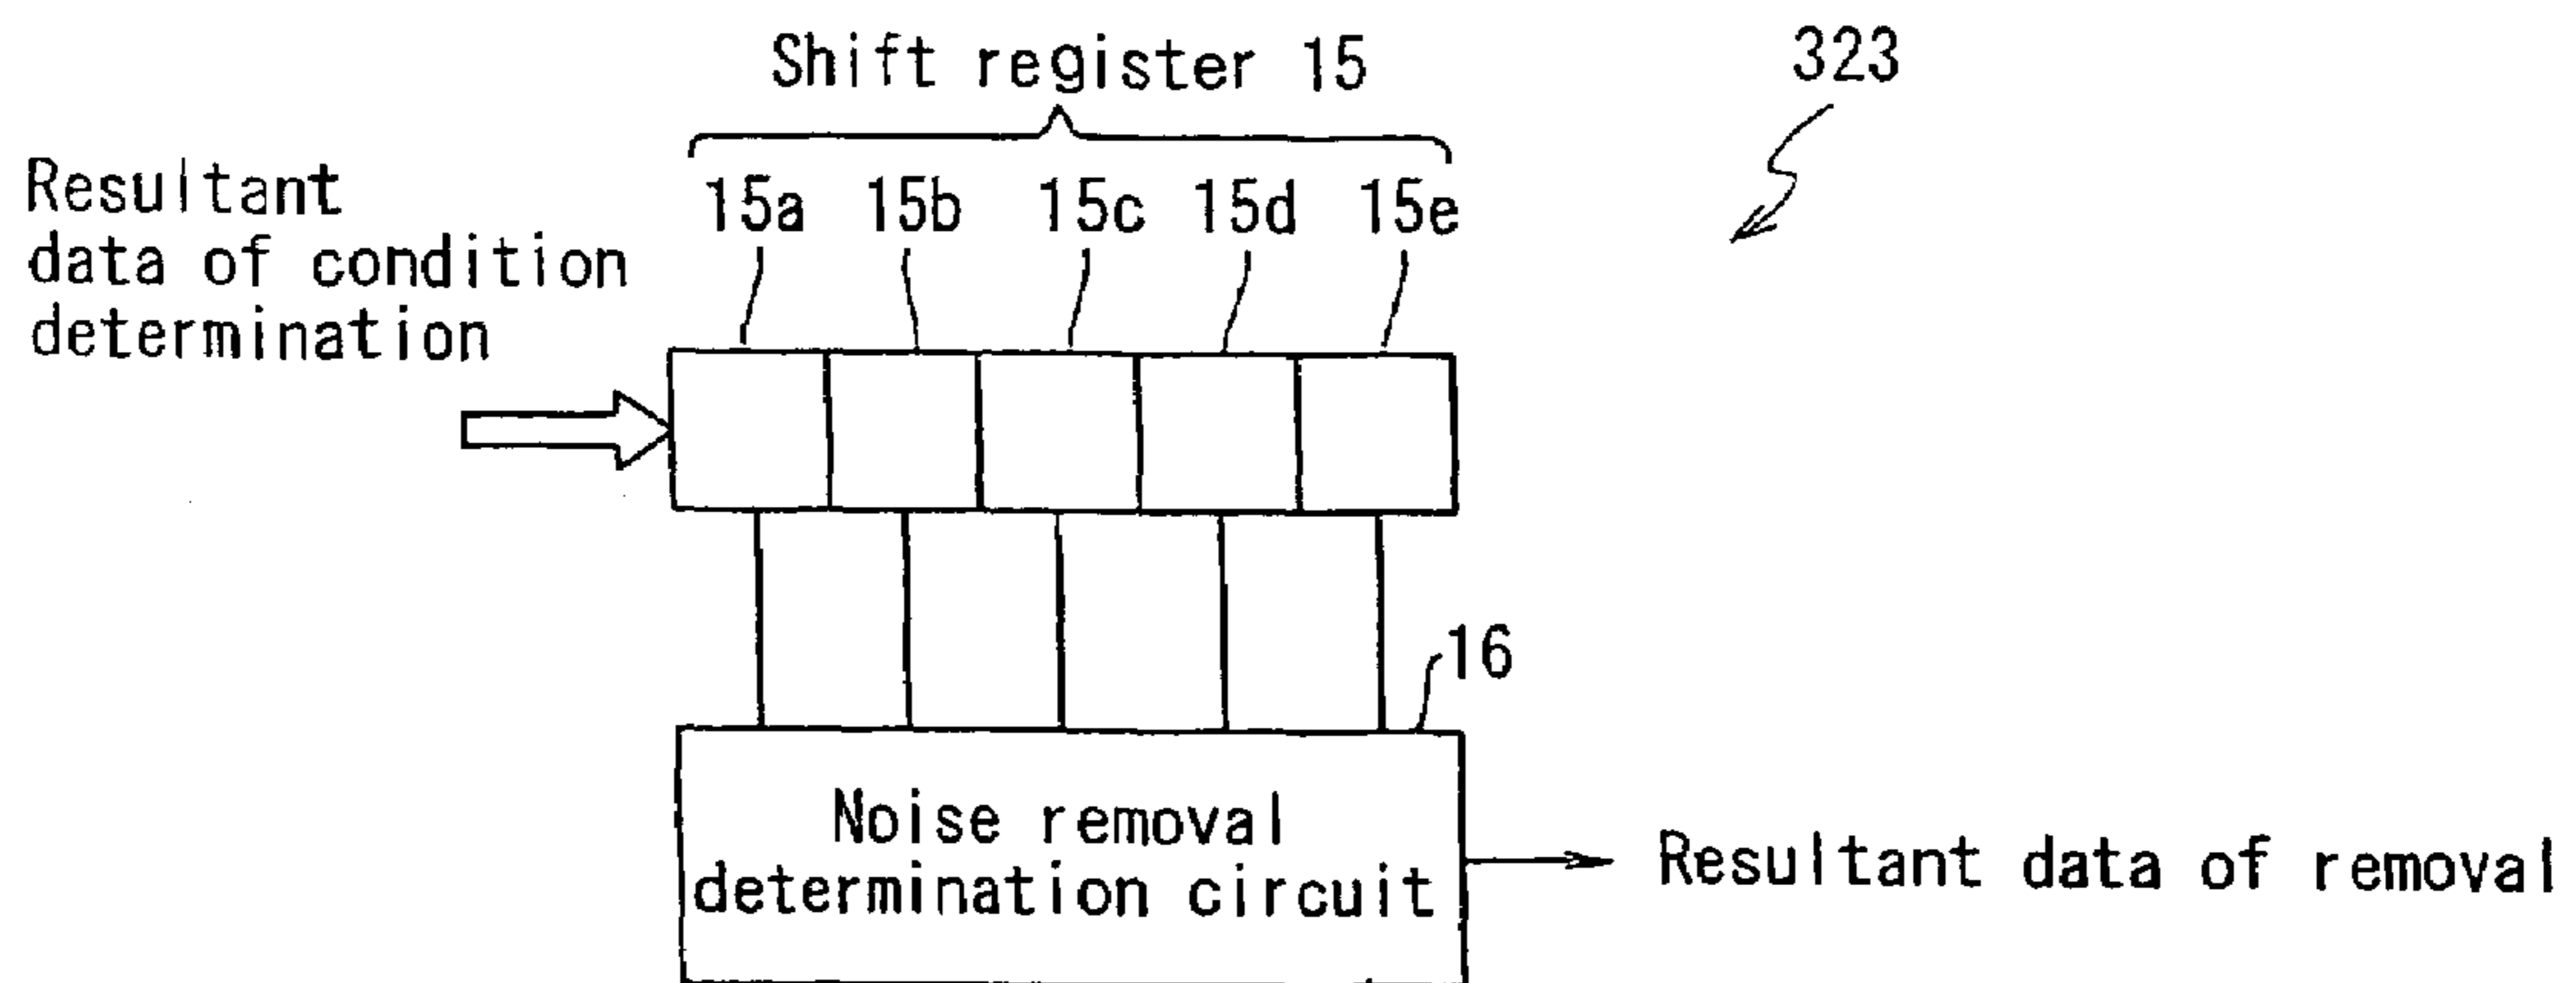 Shift register 15
323
Resultant
data of condition
determination
15a 15b 15c 15d 15e
16
Noise removal
determination circuit
Resultant data of removal